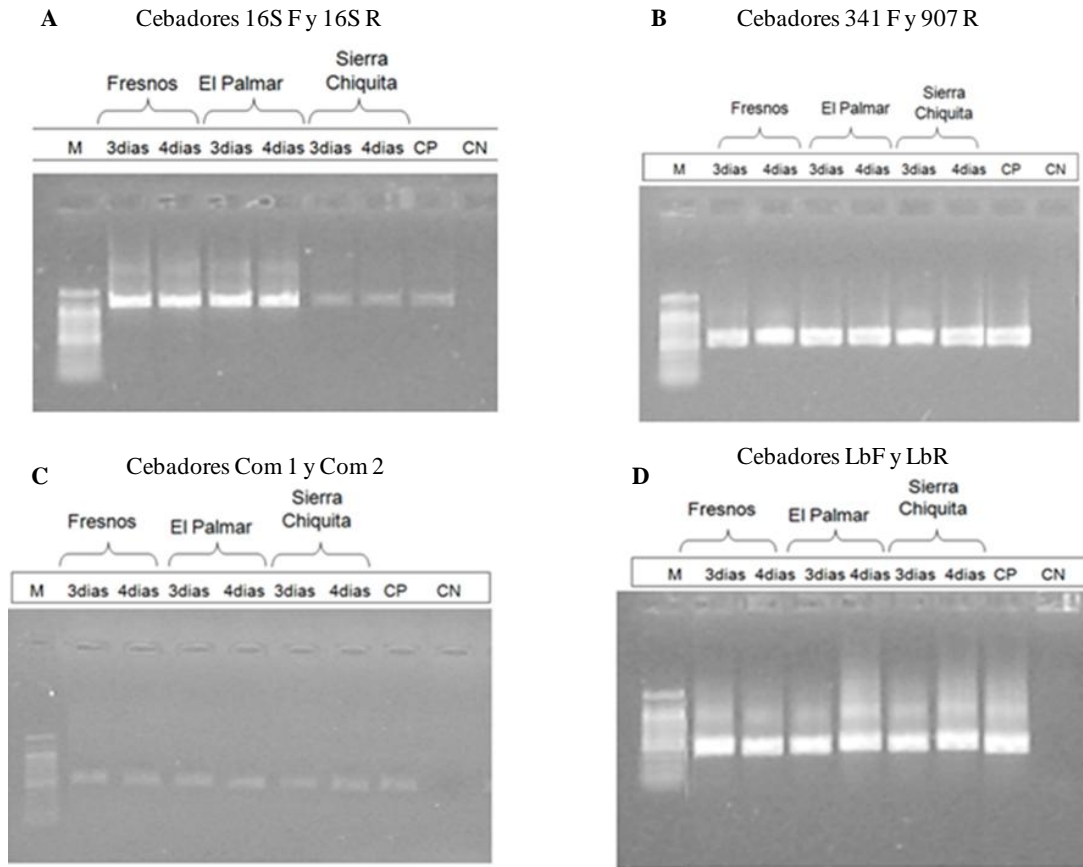 A Cebadores 16S F y 16S R
Fresnos El Palmar Sierra
Chiquita
M 3dias 4dias 3dias 4dias 3dias 4dias CP CN
B Cebadores 341 F y 907 R
Fresnos El Palmar Sierra
Chiquita
M 3dias 4dias 3dias 4dias 3dias 4dias CP CN
C Cebadores Com 1 y Com 2
Fresnos El Palmar Sierra
Chiquita
M 3dias 4dias 3dias 4dias 3dias 4dias CP CN
D Cebadores LbF y LbR
Fresnos El Palmar Sierra
Chiquita
M 3dias 4dias 3dias 4dias 3dias 4dias CP CN